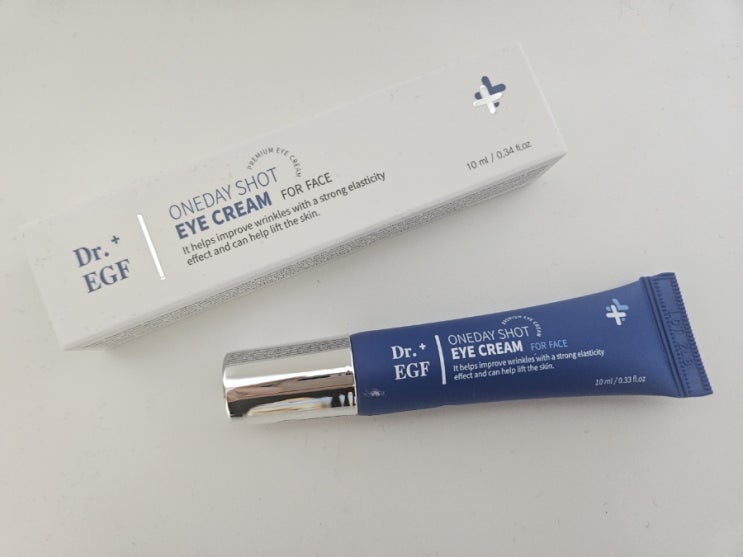 Dr.+
EGF
PREMIUM EYE CREAM
ONEDAY SHOT
EYE CREAM FOR FACE
It helps improve wrinkles with a strong elasticity
effect and can help lift the skin.
10 ml / 0.34 fl.oz
Dr.+
EGF
PREMIUM EYE CREAM
ONEDAY SHOT
EYE CREAM FOR FACE
It helps improve wrinkles with a strong elasticity
effect and can help lift the skin.
10 ml / 0.33 fl.oz